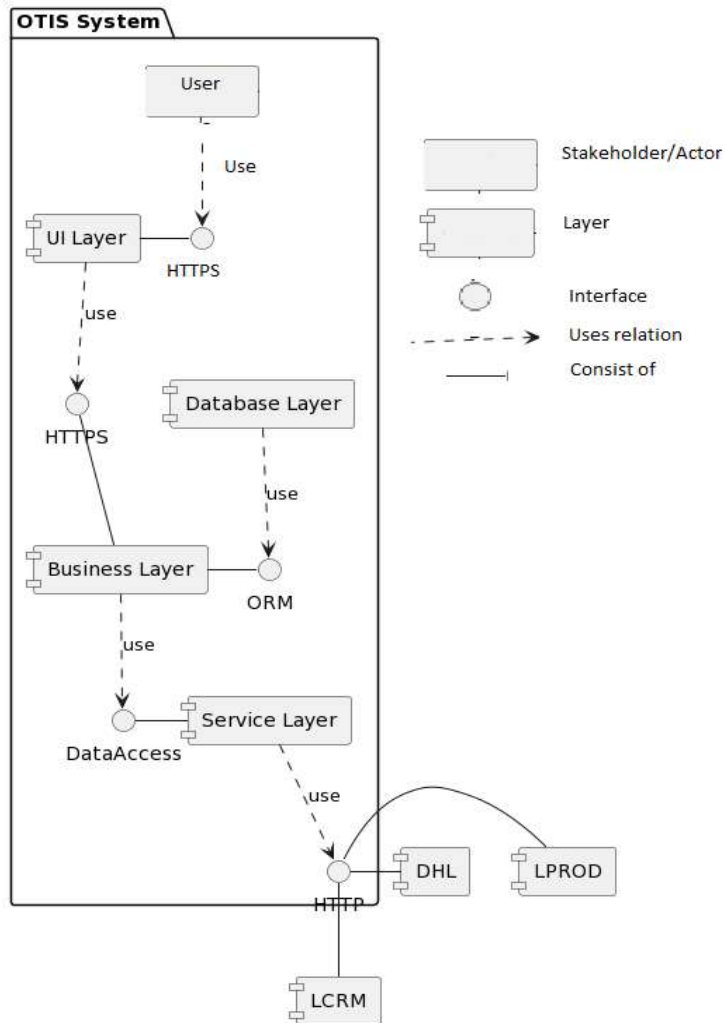 OTIS System
User
Use
Stakeholder/Actor
Layer
UI Layer
HTTPS
Interface
Uses relation
Consist of
use
HTTPS
Database Layer
use
Business Layer
ORM
use
Service Layer
DataAccess
use
DHL
LPROD
HTTP
LCRM